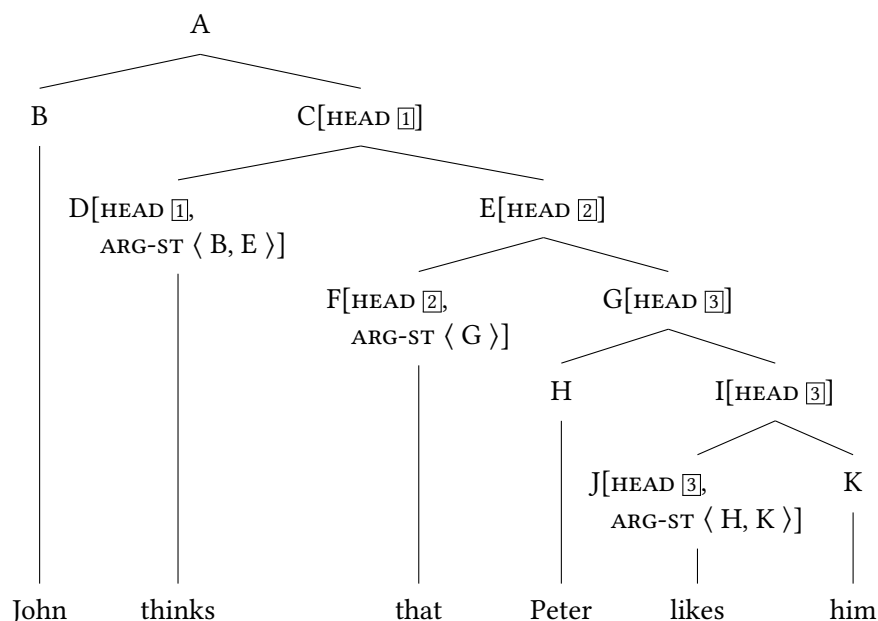 A
B C[HEAD 1]
D[HEAD 1, E[HEAD 2]
ARG-ST ⟨ B, E ⟩]
F[HEAD 2, G[HEAD 3]
ARG-ST ⟨ G ⟩]
H I[HEAD 3]
J[HEAD 3, K
ARG-ST ⟨ H, K ⟩]
John thinks that Peter likes him